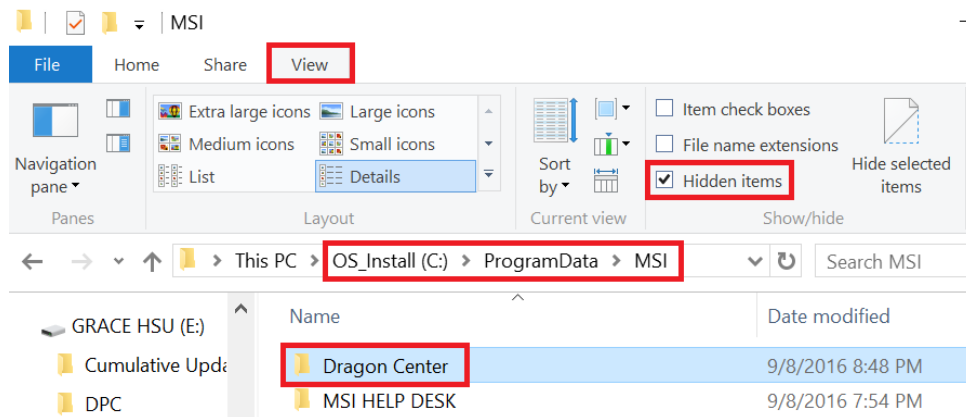 MSI
File Home Share View
Extra large icons Large icons
Medium icons Small icons
List Details
Navigation
pane
Sort
by
Item check boxes
File name extensions
Hidden items
Hide selected
items
Panes Layout Current view Show/hide
This PC > OS_Install (C:) > ProgramData > MSI Search MSI
Name Date modified
GRACE HSU (E:)
Cumulative Upda
DPC
Dragon Center 9/8/2016 8:48 PM
MSI HELP DESK 9/8/2016 7:54 PM